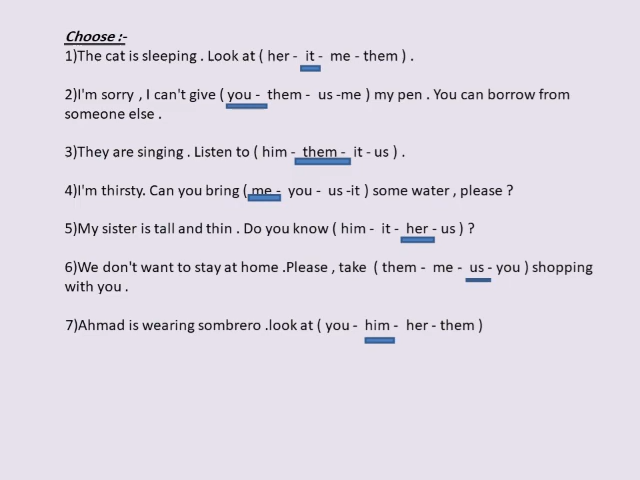 Choose :-
1)The cat is sleeping . Look at ( her - it - me - them ) .
2)I'm sorry , I can't give ( you - them - us -me ) my pen . You can borrow from
someone else .
3)They are singing . Listen to ( him - them - it - us ) .
4)I'm thirsty. Can you bring ( me - you - us -it ) some water , please ?
5)My sister is tall and thin . Do you know ( him - it - her - us ) ?
6)We don't want to stay at home .Please , take ( them - me - us - you ) shopping
with you .
7)Ahmad is wearing sombrero .look at ( you - him - her - them )